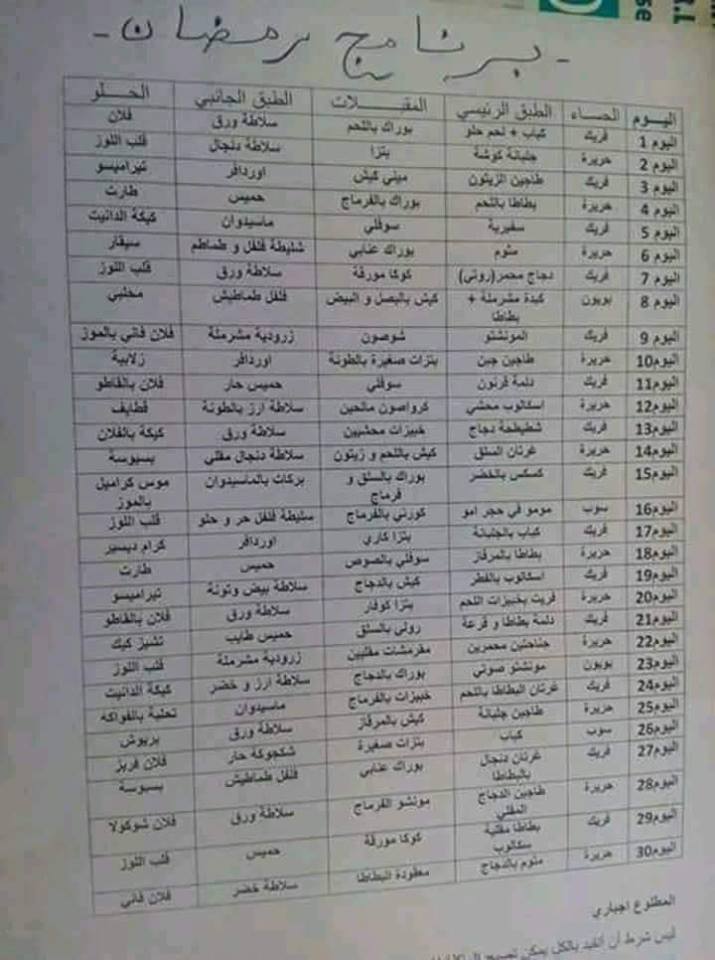 - برنامج رمضان -
اليوم الحساء الطبق الرئيسي المقبلات الطبق الجانبي الحلو
اليوم 1 فريك كباب + لحم حلو بوراك باللحم سلاطة ورق فلان
اليوم 2 حريرة جلبانة كوشة بتزا سلاطة دنجال قلب اللوز
اليوم 3 فريك طاجين الزيتون ميني كيش اوردافر تيراميسو
اليوم 4 حريرة بطاطا باللحم بوراك بالفرماج حميس طارت
اليوم 5 فريك سفيرية سوفلي ماسيدوان كيكة الدانيت
اليوم 6 حريرة مثوم بوراك عنابي شليطة فلفل و طماطم سيقار
اليوم 7 فريك دجاج محمر(روتي) كوكا مورقة سلاطة ورق قلب اللوز
اليوم 8 بوبون كبدة مشرملة + بطاطا كيش بالبصل و البيض فلفل طماطيش محلبي
اليوم 9 فريك المونشتو شوصون زرودية مشرملة فلان فاني بالموز
اليوم10 حريرة طاجين جبن بتزات صغيرة بالطونة اوردافر زلابية
اليوم11 فريك دلمة قرنون سوفلي حميس حار فلان بالقاطو
اليوم12 حريرة اسكالوب محشي كرواصون مالحين سلاطة ارز بالطونة قطايف
اليوم13 فريك شطيطحة دجاج خبيزات محشيين سلاطة ورق كيكة بالفلان
اليوم14 حريرة غرتان السلق كيش باللحم و زيتون سلاطة دنجال مقلي بسبوسة
اليوم15 فريك كسكس بالخضر بوراك بالسلق و فرماج بركات بالماسيدوان موس كراميل بالموز
اليوم16 سوب مومو في حجر امو كورني بالفرماج سليطة فلفل حر و حلو قلب اللوز
اليوم17 فريك كباب بالجلبانة بتزا كاري اوردافر كرام ديسير
اليوم18 حريرة بطاطا بالمرقاز سوفلي بالصوص حميس طارت
اليوم19 فريك اسكالوب بالفطر كيش بالدجاج سلاطة بيض وتونة تيراميسو
اليوم20 حريرة فريت بخبيزات اللحم بتزا كوفار سلاطة ورق فلان بالقاطو
اليوم21 فريك دلمة بطاطا و قرعة رولي بالسلق حميس طايب تشيز كيك
اليوم22 حريرة جناحتين محمرين مقرمشات مقليين زرودية مشرملة قلب اللوز
اليوم23 بوبون مونشتو صوني بوراك بالدجاج سلاطة ارز و خضر كيكة الدانيت
اليوم24 فريك غرتان البطاطا باللحم خبيزات بالفرماج ماسيدوان تحلية بالفواكه
اليوم25 حريرة طاجين جلبانة كيش بالمرقاز سلاطة ورق بريوش
اليوم26 سوب كباب بتزات صغيرة شكجوكة حار فلان فريز
اليوم27 فريك غرتان دنجال بالبطاطا بوراك عنابي فلفل طماطيش بسبوسة
اليوم28 حريرة طاجين الدجاج المقلي مونشو الفرماج سلاطة ورق فلان شوكولا
اليوم29 فريك بطاطا مقلية سكالوب كوكا مورقة حميس قلب اللوز
اليوم30 حريرة مثوم بالدجاج معقودة البطاطا سلاطة خضر فلان فاني
المطلوع اجباري
ليس شرط أن اتقيد بالكل يمكن